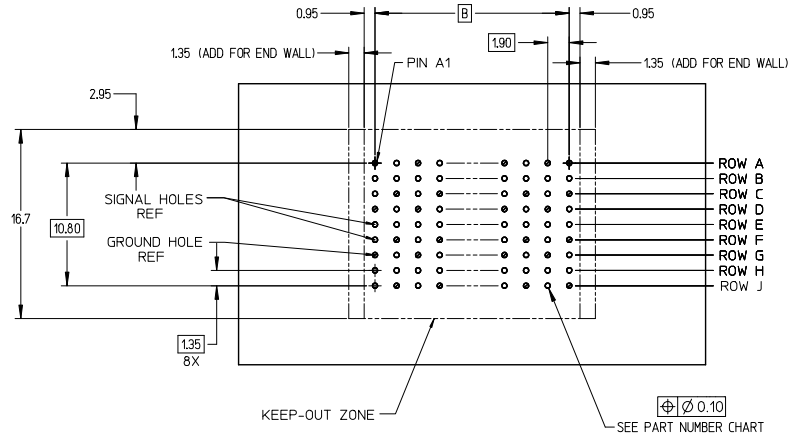 0.95
B
0.95
1.35 (ADD FOR END WALL)
1.90
PIN A1
1.35 (ADD FOR END WALL)
2.95
ROW A
ROW B
SIGNAL HOLES
REF
ROW C
ROW D
16.7
10.80
ROW E
GROUND HOLE
REF
ROW F
ROW G
ROW H
ROW J
1.35
8X
KEEP-OUT ZONE
⌖ Ø 0.10
SEE PART NUMBER CHART